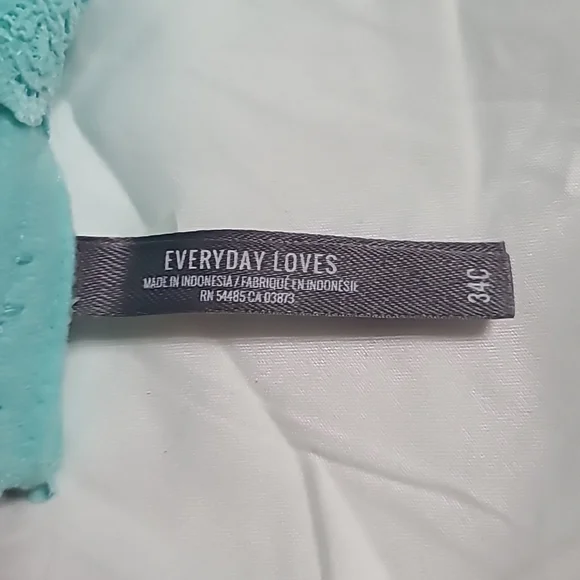 EVERYDAY LOVES
MADE IN INDONESIA / FABRIQUÉ EN INDONÉSIE
RN 54485 CA 03873
34C